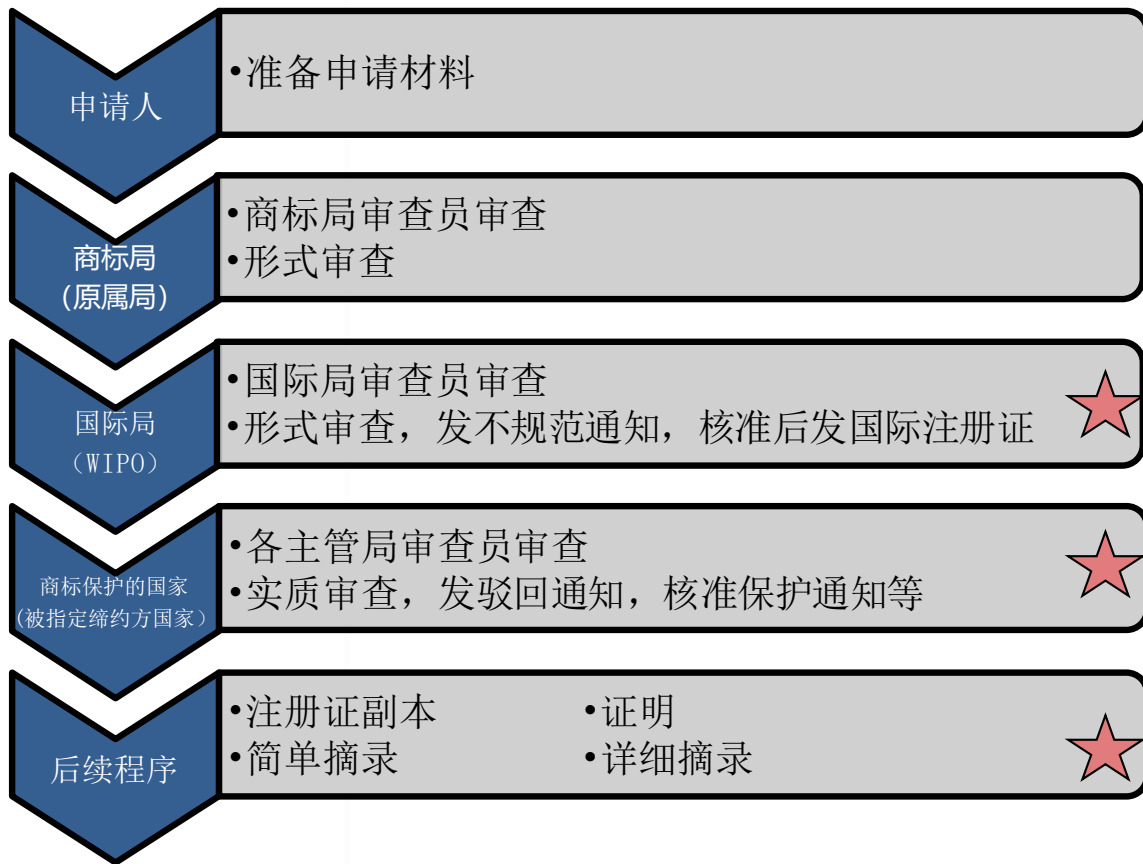 申请人
•准备申请材料
商标局
(原属局)
•商标局审查员审查
•形式审查
国际局
（WIPO）
•国际局审查员审查
•形式审查，发不规范通知，核准后发国际注册证
商标保护的国家
(被指定缔约方国家）
•各主管局审查员审查
•实质审查，发驳回通知，核准保护通知等
后续程序
•注册证副本 •证明
•简单摘录 •详细摘录